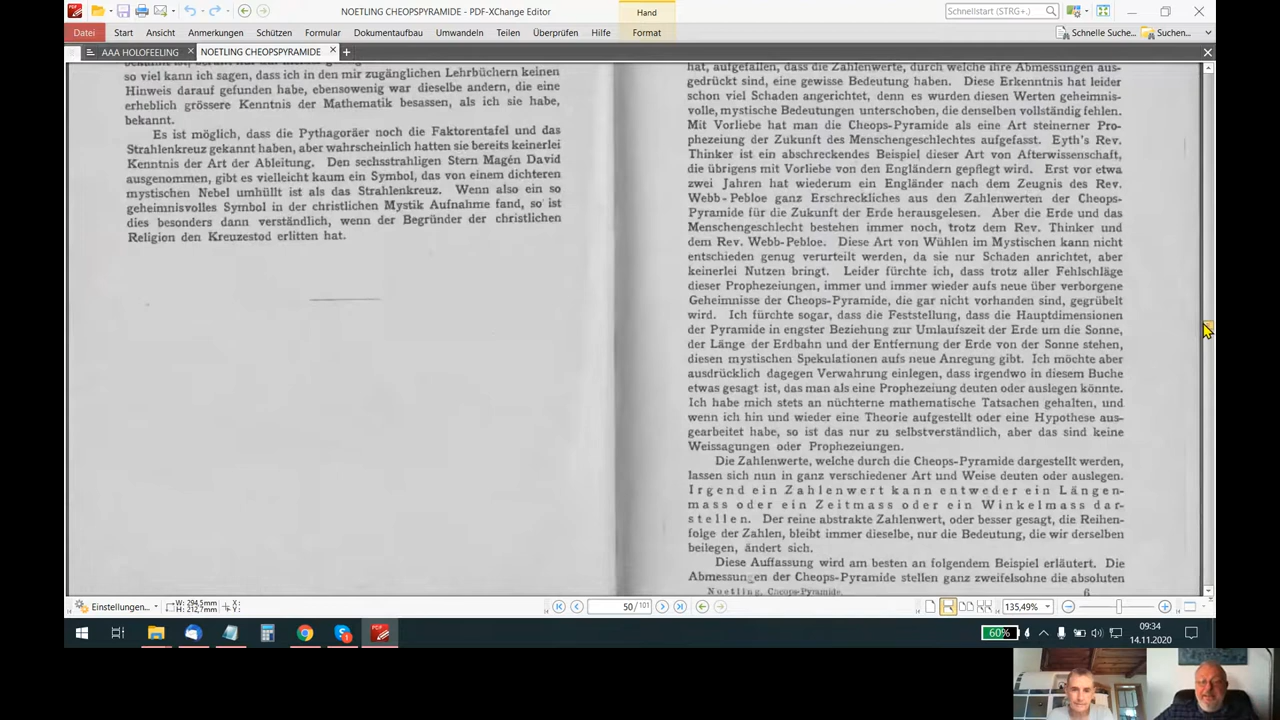 NOETLING CHEOPSPYRAMIDE - PDF-XChange Editor
Hand
Schnellstart (STRG+,)
Datei Start Anmerkungen Schützen Formular Dokumentaufbau Umwandeln Teilen Überprüfen Hilfe Format Schnelle Suche... Suchen...
AAA HOLOFEELING NOETLING CHEOPSPYRAMIDE
so viel kann ich sagen, dass ich in den mir zugänglichen Lehrbüchern keinen
Hinweis darauf gefunden habe, ebensowenig war dieselbe andern, die eine
erheblich grössere Kenntnis der Mathematik besassen, als ich sie habe,
bekannt.
Es ist möglich, dass die Pythagoräer noch die Faktorentafel und das
Strahlenkreuz gekannt haben, aber wahrscheinlich hatten sie bereits keinerlei
Kenntnis der Art der Ableitung. Den sechsstrahligen Stern Magén David
ausgenommen, gibt es vielleicht kaum ein Symbol, das von einem dichteren
mystischen Nebel umhüllt ist als das Strahlenkreuz. Wenn also ein so
geheimnisvolles Symbol in der christlichen Mystik Aufnahme fand, so ist
dies besonders dann verständlich, wenn der Begründer der christlichen
Religion den Kreuzestod erlitten hat.
hat, aufgefallen, dass die Zahlenwerte, durch welche ihre Abmessungen aus-
gedrückt sind, eine gewisse Bedeutung haben. Diese Erkenntnis hat leider
schon viel Schaden angerichtet, denn es wurden diesen Werten geheimnis-
volle, mystische Bedeutungen unterschoben, die denselben vollständig fehlen.
Mit Vorliebe hat man die Cheops-Pyramide als eine Art steinerner Pro-
phezeiung der Zukunft des Menschengeschlechtes aufgefasst. Eyth's Rev.
Thinker ist ein abschreckendes Beispiel dieser Art von Afterwissenschaft,
die übrigens mit Vorliebe von den Engländern gepflegt wird. Erst vor etwa
zwei Jahren hat wiederum ein Engländer nach dem Zeugnis des Rev.
Webb-Pebloe ganz Erschreckliches aus den Zahlenwerten der Cheops-
Pyramide für die Zukunft der Erde herausgelesen. Aber die Erde und das
Menschengeschlecht bestehen immer noch, trotz dem Rev. Thinker und
dem Rev. Webb-Pebloe. Diese Art von Wühlen im Mystischen kann nicht
entschieden genug verurteilt werden, da sie nur Schaden anrichtet, aber
keinerlei Nutzen bringt. Leider fürchte ich, dass trotz aller Fehlschläge
dieser Prophezeiungen, immer und immer wieder aufs neue über verborgene
Geheimnisse der Cheops-Pyramide, die gar nicht vorhanden sind, gegrübelt
wird. Ich fürchte sogar, dass die Feststellung, dass die Hauptdimensionen
der Pyramide in engster Beziehung zur Umlaufszeit der Erde um die Sonne,
der Länge der Erdbahn und der Entfernung der Erde von der Sonne stehen,
diesen mystischen Spekulationen aufs neue Anregung gibt. Ich möchte aber
ausdrücklich dagegen Verwahrung einlegen, dass irgendwo in diesem Buche
etwas gesagt ist, das man als eine Prophezeiung deuten oder auslegen könnte.
Ich habe mich stets an nüchterne mathematische Tatsachen gehalten, und
wenn ich hin und wieder eine Theorie aufgestellt oder eine Hypothese aus-
gearbeitet habe, so ist das nur zu selbstverständlich, aber das sind keine
Weissagungen oder Prophezeiungen.
Die Zahlenwerte, welche durch die Cheops-Pyramide dargestellt werden,
lassen sich nun in ganz verschiedener Art und Weise deuten oder auslegen.
Irgend ein Zahlenwert kann entweder ein Längen-
mass oder ein Zeitmass oder ein Winkelmass dar-
stellen. Der reine abstrakte Zahlenwert, oder besser gesagt, die Reihen-
folge der Zahlen, bleibt immer dieselbe, nur die Bedeutung, die wir derselben
beilegen, ändert sich.
Diese Auffassung wird am besten an folgendem Beispiel erläutert. Die
Abmessungen der Cheops-Pyramide stellen ganz zweifelsohne die absoluten
Noetling, Cheops-Pyramide. 6
Einstellungen... W: 294,5mm X:
H: 212,7mm Y:
50 / 101
135,49%
60%
09:34
14.11.2020